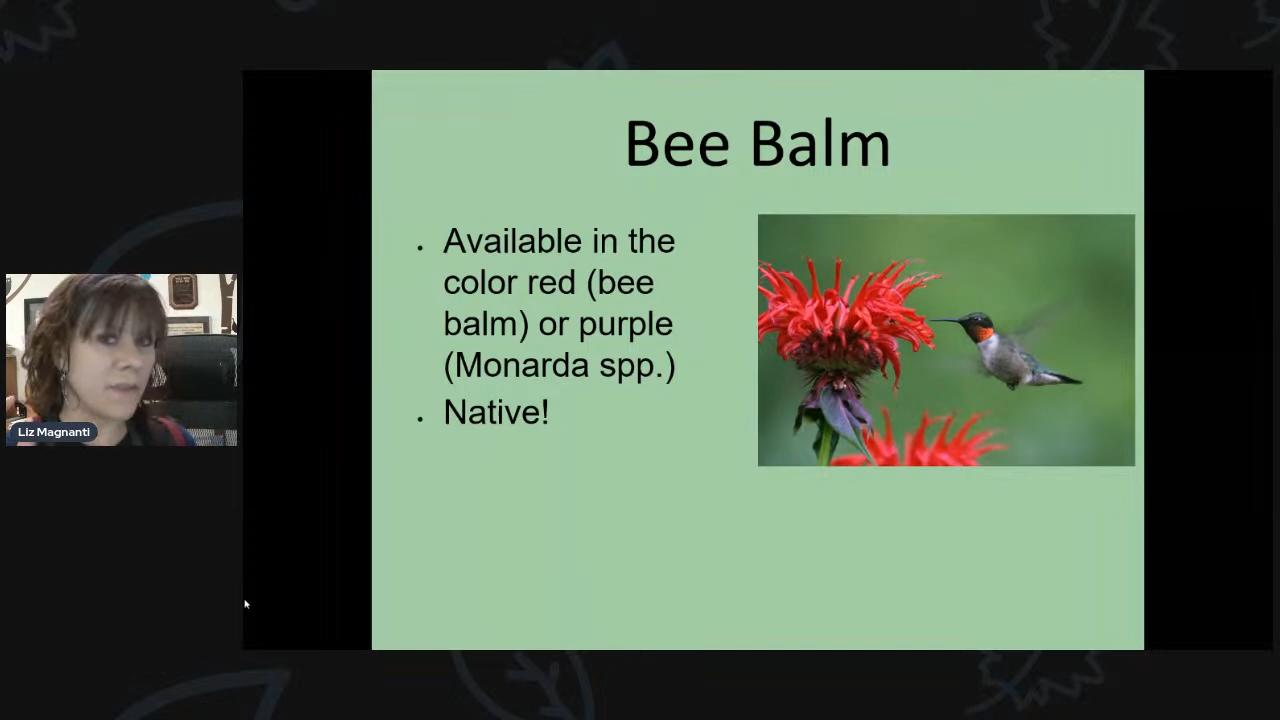 Bee Balm
Available in the
color red (bee
balm) or purple
(Monarda spp.)
Native!
Liz Magnanti